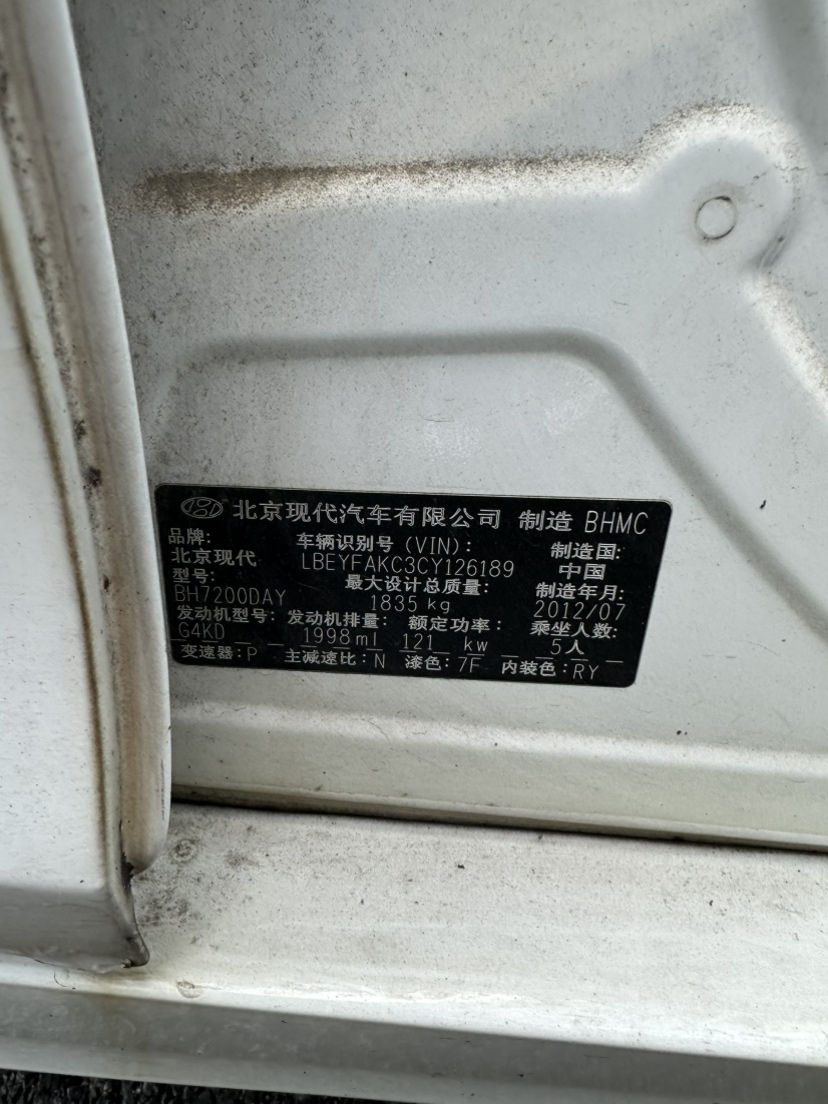 北京现代汽车有限公司 制造 BHMC
品牌: 车辆识别号 (VIN): 制造国:
北京现代 LBEYFAKC3CY126189 中国
型号: 最大设计总质量: 制造年月:
BH7200DAY 1835 kg 2012/07
发动机型号: 发动机排量: 额定功率: 乘坐人数:
G4KD 1998ml 121 kw 5人
变速器:P 主减速比:N 漆色:7F 内装色:RY